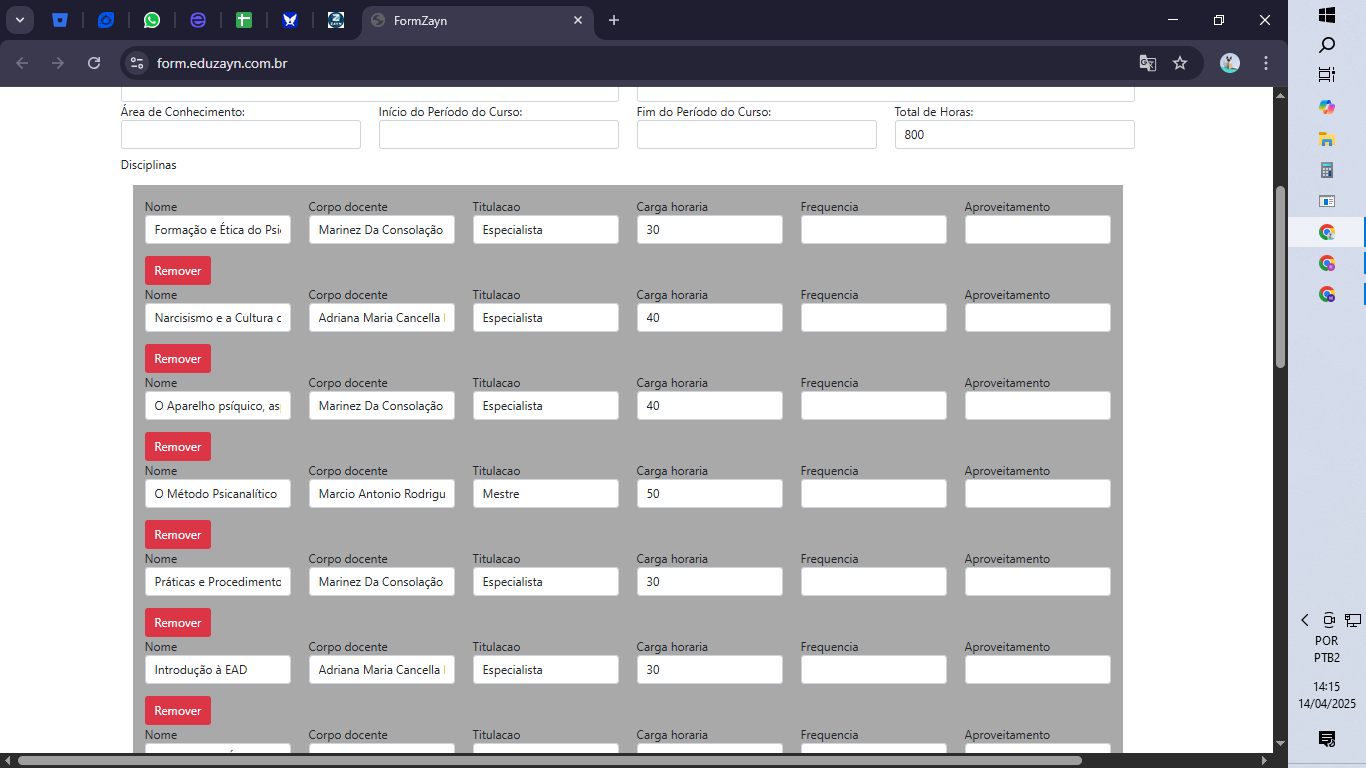 FormZayn
form.eduzayn.com.br
Área de Conhecimento: Início do Período do Curso: Fim do Período do Curso: Total de Horas:
800
Disciplinas
Nome Corpo docente Titulacao Carga horaria Frequencia Aproveitamento
Formação e Ética do Psi Marinez Da Consolação Especialista 30
Remover
Nome Corpo docente Titulacao Carga horaria Frequencia Aproveitamento
Narcisismo e a Cultura d Adriana Maria Cancella Especialista 40
Remover
Nome Corpo docente Titulacao Carga horaria Frequencia Aproveitamento
O Aparelho psíquico, as Marinez Da Consolação Especialista 40
Remover
Nome Corpo docente Titulacao Carga horaria Frequencia Aproveitamento
O Método Psicanalítico Marcio Antonio Rodrigu Mestre 50
Remover
Nome Corpo docente Titulacao Carga horaria Frequencia Aproveitamento
Práticas e Procedimento Marinez Da Consolação Especialista 30
Remover
Nome Corpo docente Titulacao Carga horaria Frequencia Aproveitamento
Introdução à EAD Adriana Maria Cancella Especialista 30
Remover
Nome Corpo docente Titulacao Carga horaria Frequencia Aproveitamento
POR
PTB2
14:15
14/04/2025